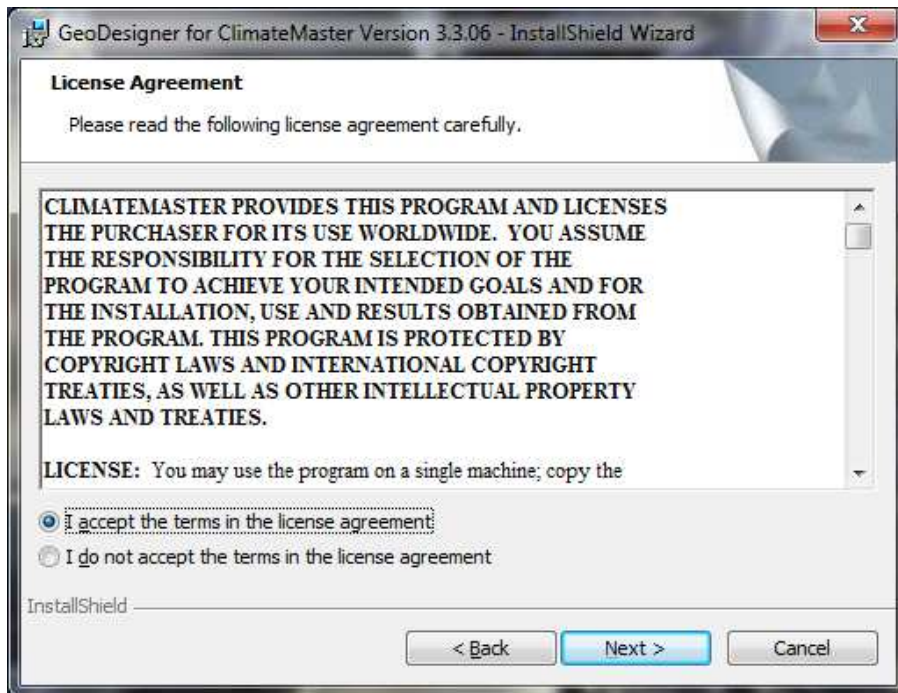 GeoDesigner for ClimateMaster Version 3.3.06 - InstallShield Wizard
License Agreement
Please read the following license agreement carefully.
CLIMATEMASTER PROVIDES THIS PROGRAM AND LICENSES
THE PURCHASER FOR ITS USE WORLDWIDE. YOU ASSUME
THE RESPONSIBILITY FOR THE SELECTION OF THE
PROGRAM TO ACHIEVE YOUR INTENDED GOALS AND FOR
THE INSTALLATION, USE AND RESULTS OBTAINED FROM
THE PROGRAM. THIS PROGRAM IS PROTECTED BY
COPYRIGHT LAWS AND INTERNATIONAL COPYRIGHT
TREATIES, AS WELL AS OTHER INTELLECTUAL PROPERTY
LAWS AND TREATIES.
LICENSE: You may use the program on a single machine; copy the
I accept the terms in the license agreement
I do not accept the terms in the license agreement
InstallShield
< Back Next > Cancel